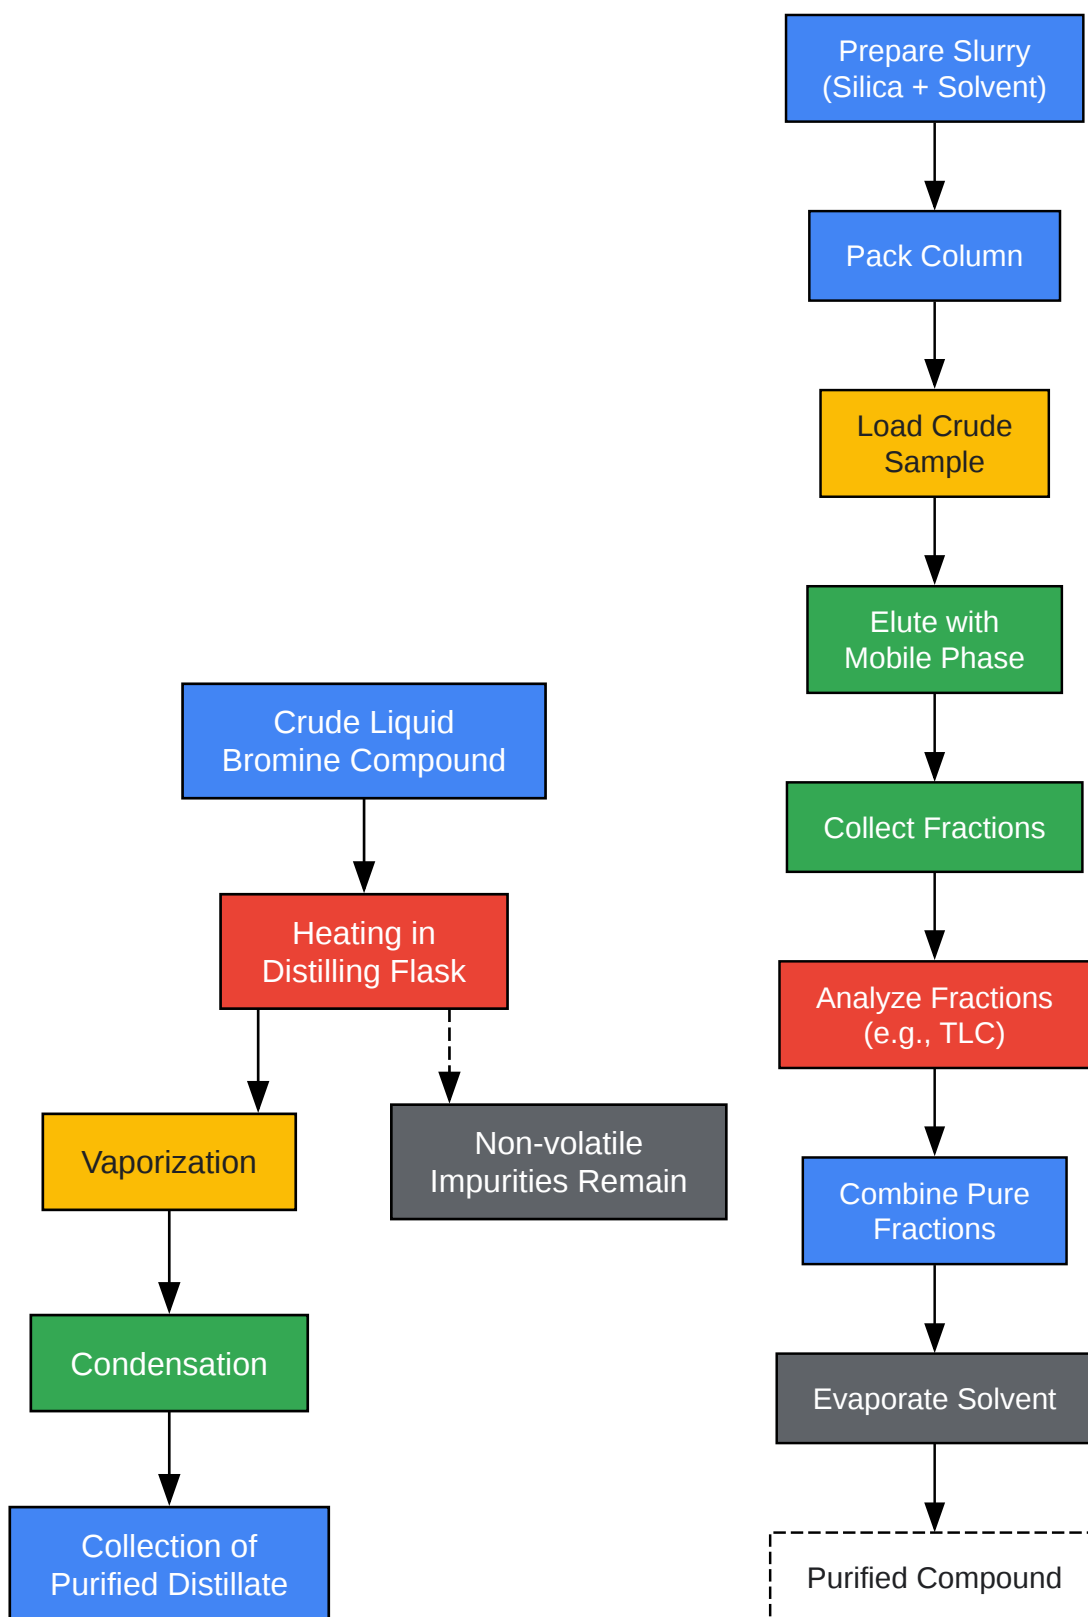 Prepare Slurry
(Silica + Solvent)
Pack Column
Load Crude
Sample
Elute with
Mobile Phase
Collect Fractions
Analyze Fractions
(e.g., TLC)
Combine Pure
Fractions
Evaporate Solvent
Purified Compound
Crude Liquid
Bromine Compound
Heating in
Distilling Flask
Vaporization
Non-volatile
Impurities Remain
Condensation
Collection of
Purified Distillate